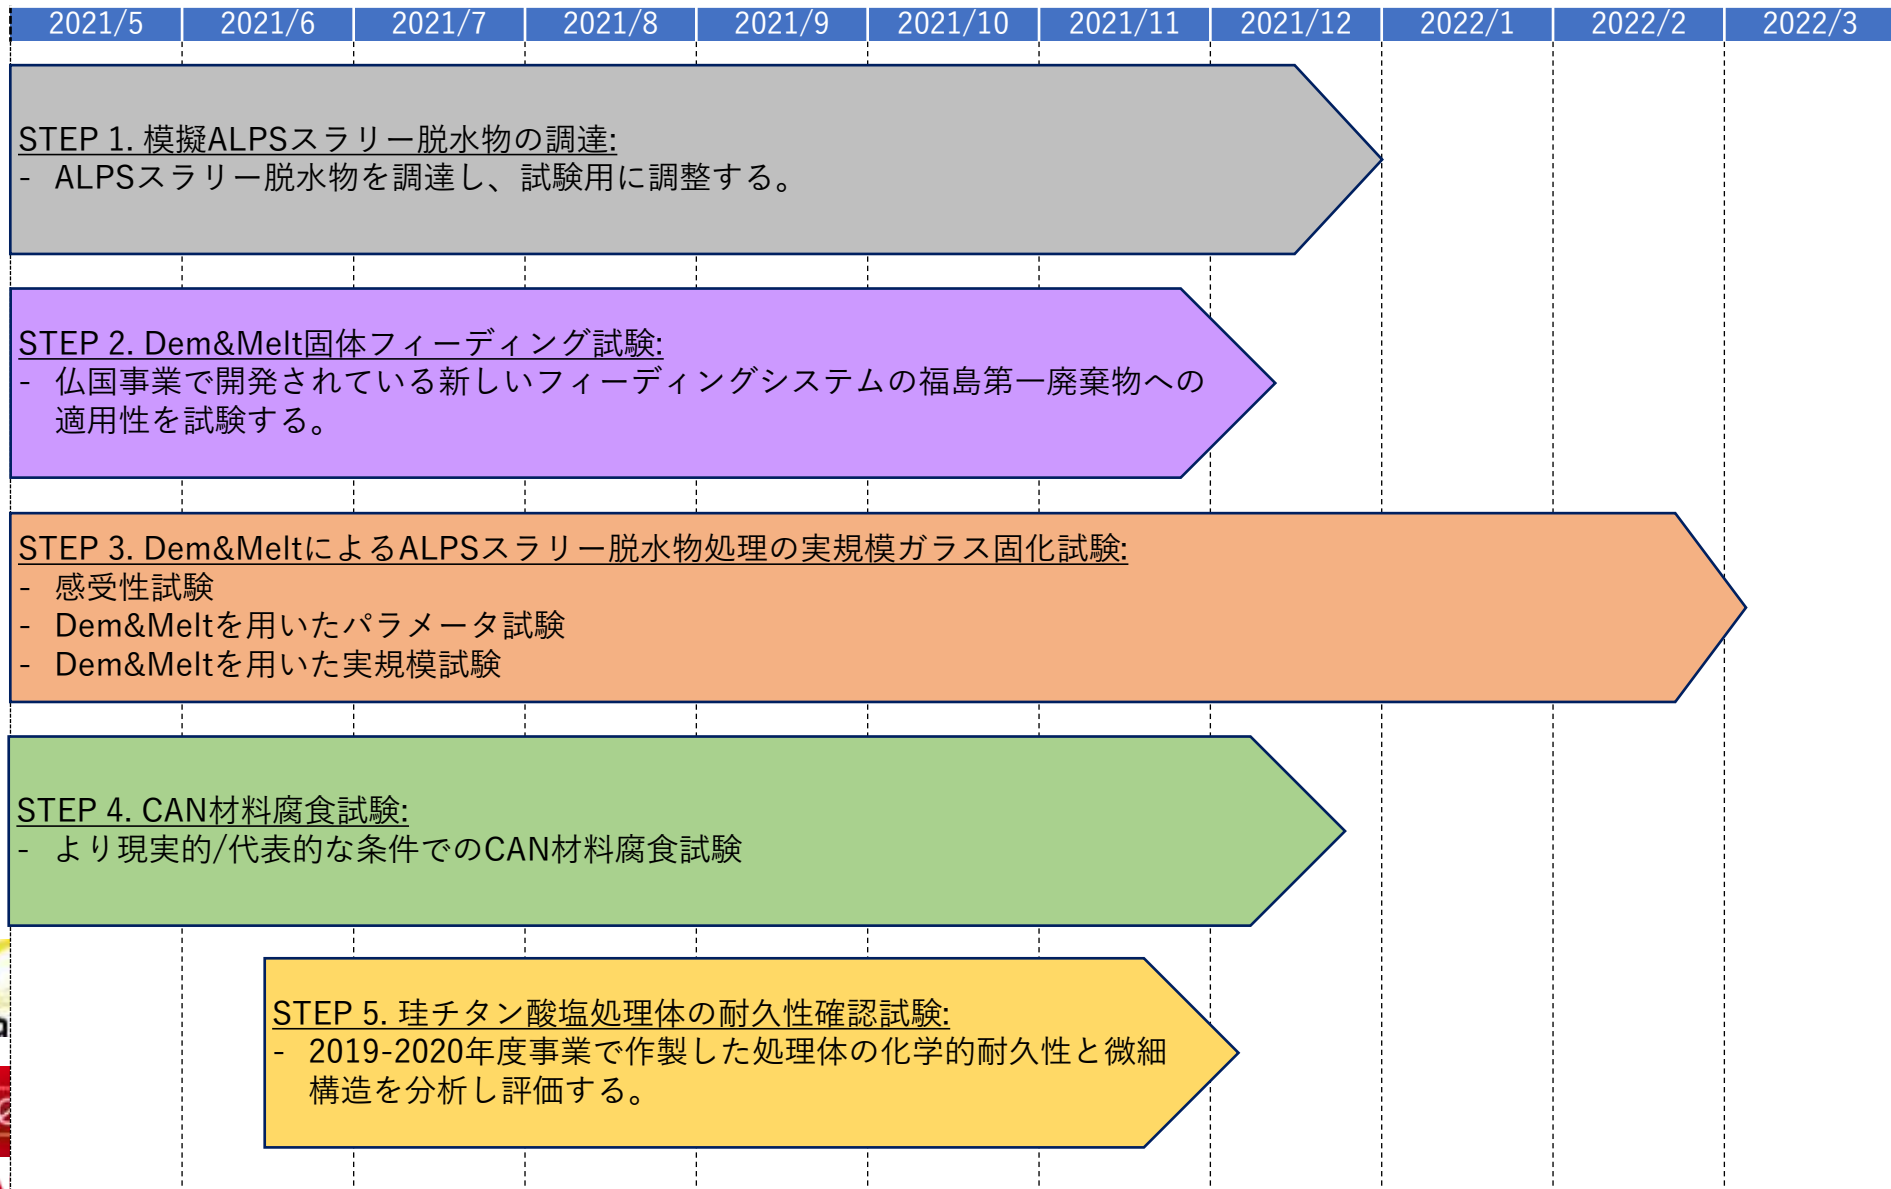 2021/5 2021/6 2021/7 2021/8 2021/9 2021/10 2021/11 2021/12 2022/1 2022/2 2022/3
STEP 1. 模擬ALPSスラリー脱水物の調達:
- ALPSスラリー脱水物を調達し、試験用に調整する。
STEP 2. Dem&Melt固体フィーディング試験:
- 仏国事業で開発されている新しいフィーディングシステムの福島第一廃棄物への
適用性を試験する。
STEP 3. Dem&MeltによるALPSスラリー脱水物処理の実規模ガラス固化試験:
- 感受性試験
- Dem&Meltを用いたパラメータ試験
- Dem&Meltを用いた実規模試験
STEP 4. CAN材料腐食試験:
- より現実的/代表的な条件でのCAN材料腐食試験
STEP 5. 珪チタン酸塩処理体の耐久性確認試験:
- 2019-2020年度事業で作製した処理体の化学的耐久性と微細
構造を分析し評価する。